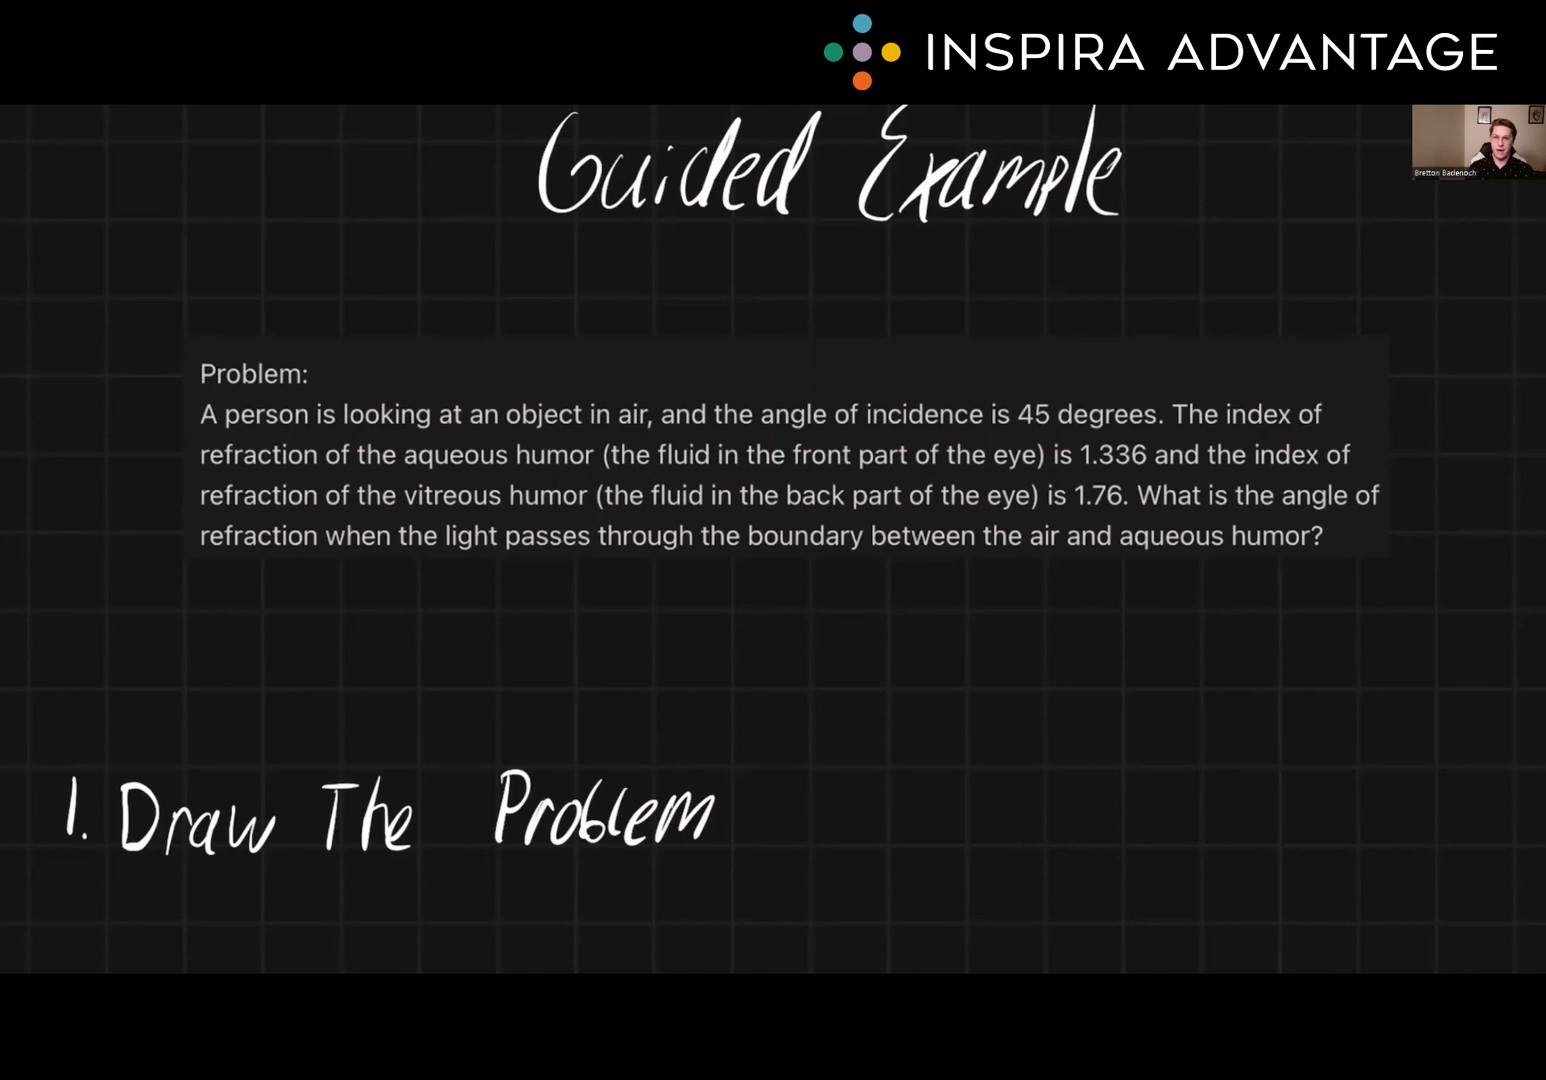 INSPIRA ADVANTAGE
Guided Example
Bretton Badenoch
Problem:
A person is looking at an object in air, and the angle of incidence is 45 degrees. The index of
refraction of the aqueous humor (the fluid in the front part of the eye) is 1.336 and the index of
refraction of the vitreous humor (the fluid in the back part of the eye) is 1.76. What is the angle of
refraction when the light passes through the boundary between the air and aqueous humor?
1. Draw The Problem